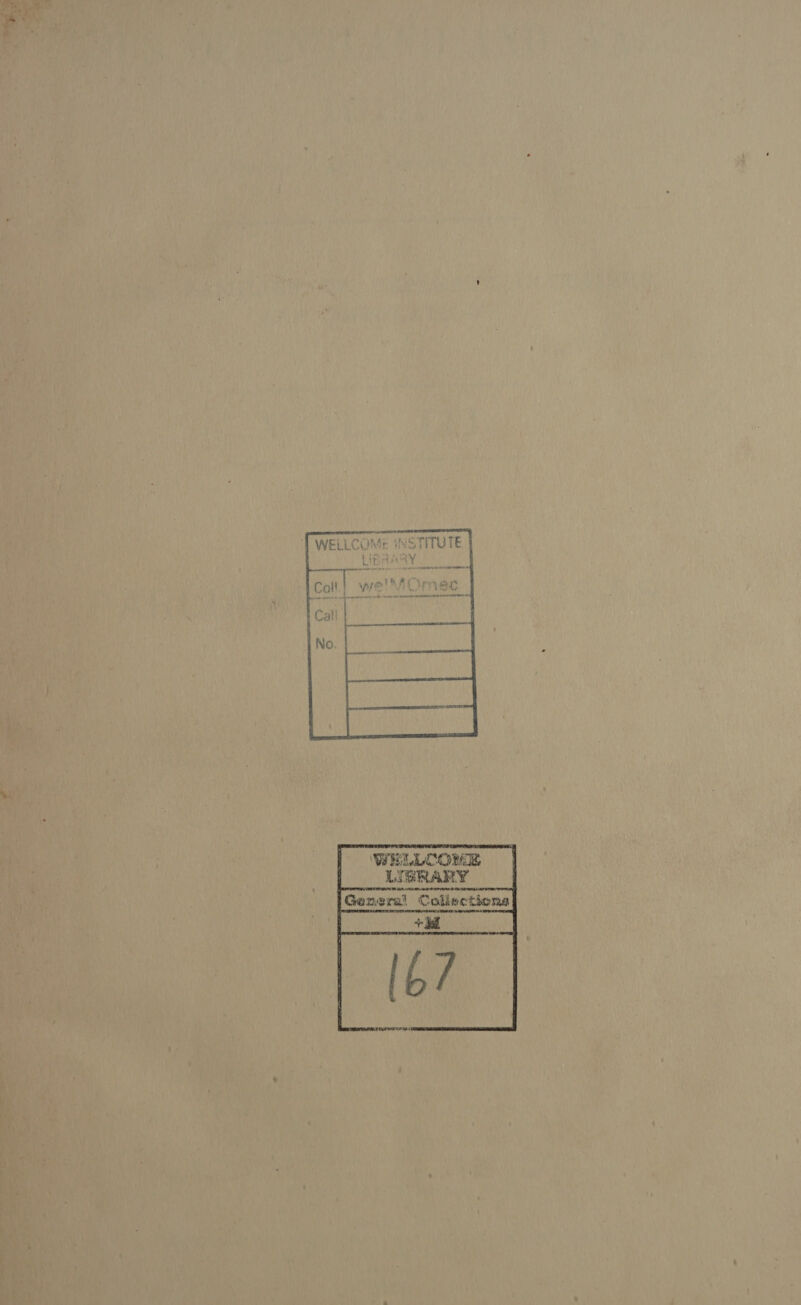 WELLCOME INSTITUTE
LIBRARY
Coll. welMOmec
Call
No.
WELLCOME
LIBRARY
General Collections
+M
167